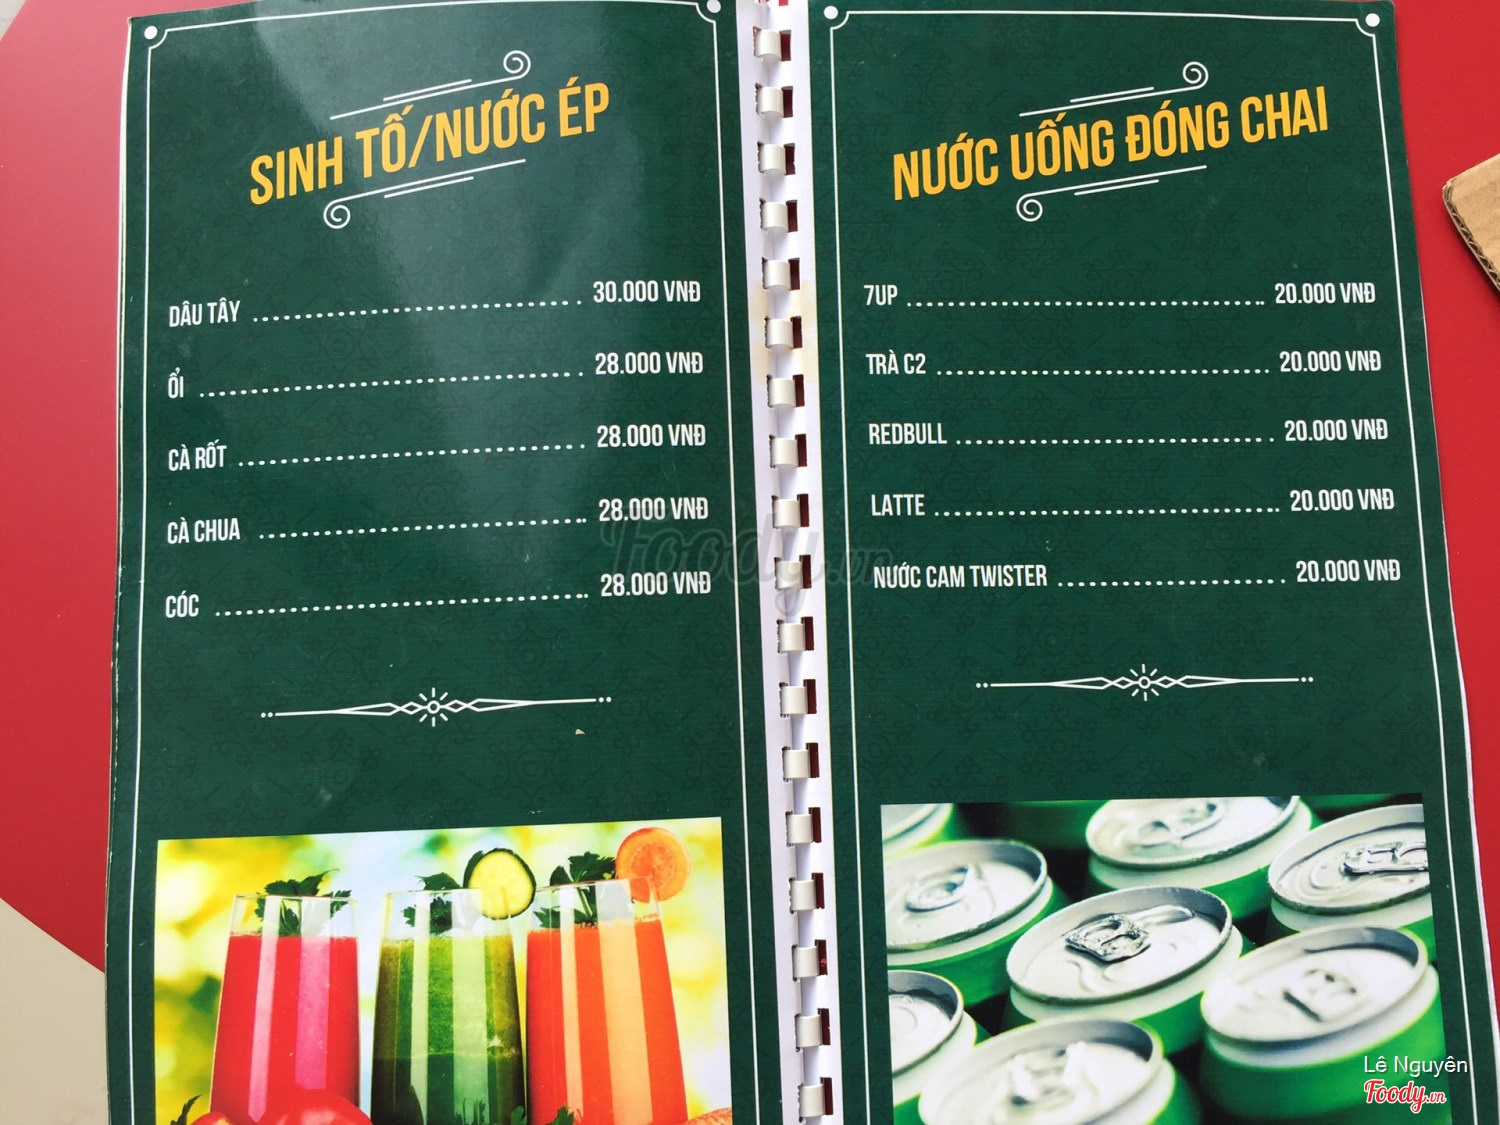 SINH TỐ/NƯỚC ÉP
DÂU TÂY 30.000 VNĐ
ỔI 28.000 VNĐ
CÀ RỐT 28.000 VNĐ
CÀ CHUA 28.000 VNĐ
CÓC 28.000 VNĐ
NƯỚC UỐNG ĐÓNG CHAI
7UP 20.000 VNĐ
TRÀ C2 20.000 VNĐ
REDBULL 20.000 VNĐ
LATTE 20.000 VNĐ
NƯỚC CAM TWISTER 20.000 VNĐ
Foody.vn
Lê Nguyên
Foody.vn